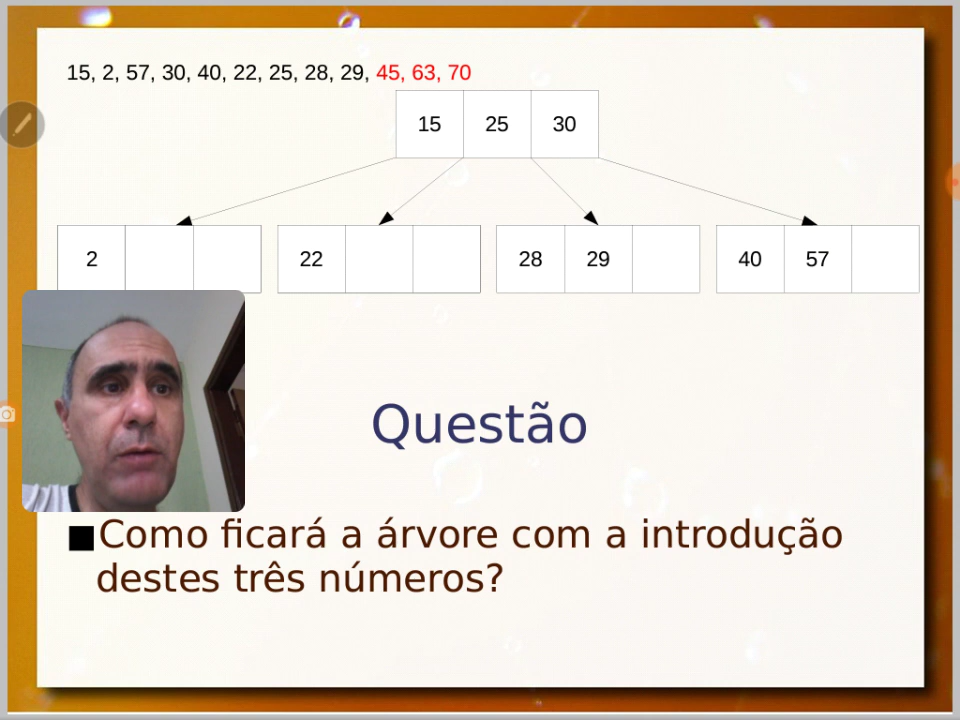 15, 2, 57, 30, 40, 22, 25, 28, 29, 45, 63, 70
15 25 30
2 22 28 29 40 57
Questão
■Como ficará a árvore com a introdução
destes três números?